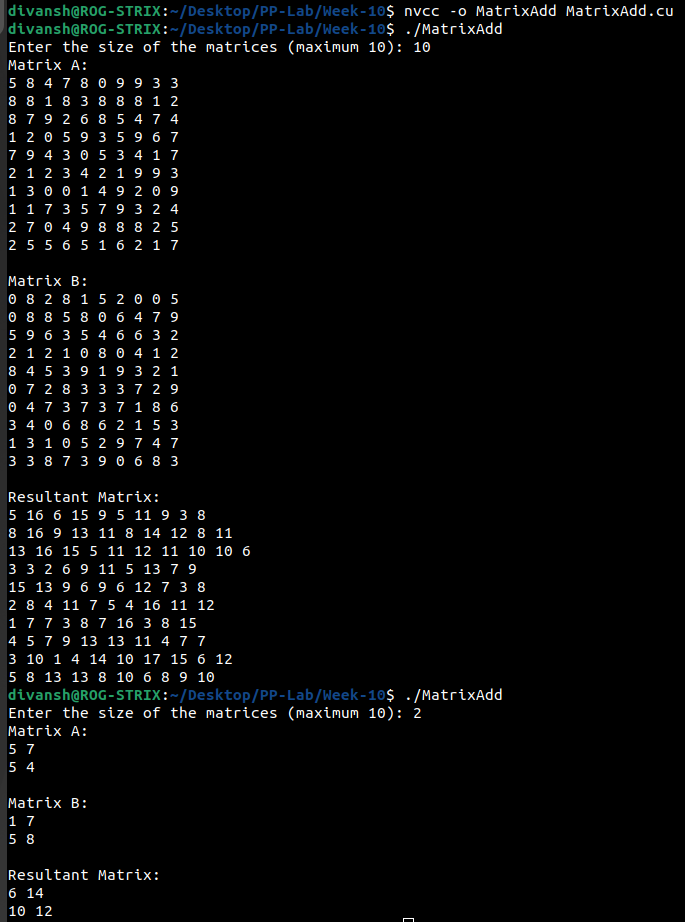 divansh@ROG-STRIX:~/Desktop/PP-Lab/Week-10$ nvcc -o MatrixAdd MatrixAdd.cu
divansh@ROG-STRIX:~/Desktop/PP-Lab/Week-10$ ./MatrixAdd
Enter the size of the matrices (maximum 10): 10
Matrix A:
5 8 4 7 8 0 9 9 3 3
8 8 1 8 3 8 8 8 1 2
8 7 9 2 6 8 5 4 7 4
1 2 0 5 9 3 5 9 6 7
7 9 4 3 0 5 3 4 1 7
2 1 2 3 4 2 1 9 9 3
1 3 0 0 1 4 9 2 0 9
1 1 7 3 5 7 9 3 2 4
2 7 0 4 9 8 8 8 2 5
2 5 5 6 5 1 6 2 1 7

Matrix B:
0 8 2 8 1 5 2 0 0 5
0 8 8 5 8 0 6 4 7 9
5 9 6 3 5 4 6 6 3 2
2 1 2 1 0 8 0 4 1 2
8 4 5 3 9 1 9 3 2 1
0 7 2 8 3 3 3 7 2 9
0 4 7 3 7 3 7 1 8 6
3 4 0 6 8 6 2 1 5 3
1 3 1 0 5 2 9 7 4 7
3 3 8 7 3 9 0 6 8 3

Resultant Matrix:
5 16 6 15 9 5 11 9 3 8
8 16 9 13 11 8 14 12 8 11
13 16 15 5 11 12 11 10 10 6
3 3 2 6 9 11 5 13 7 9
15 13 9 6 9 6 12 7 3 8
2 8 4 11 7 5 4 16 11 12
1 7 7 3 8 7 16 3 8 15
4 5 7 9 13 13 11 4 7 7
3 10 1 4 14 10 17 15 6 12
5 8 13 13 8 10 6 8 9 10
divansh@ROG-STRIX:~/Desktop/PP-Lab/Week-10$ ./MatrixAdd
Enter the size of the matrices (maximum 10): 2
Matrix A:
5 7
5 4

Matrix B:
1 7
5 8

Resultant Matrix:
6 14
10 12